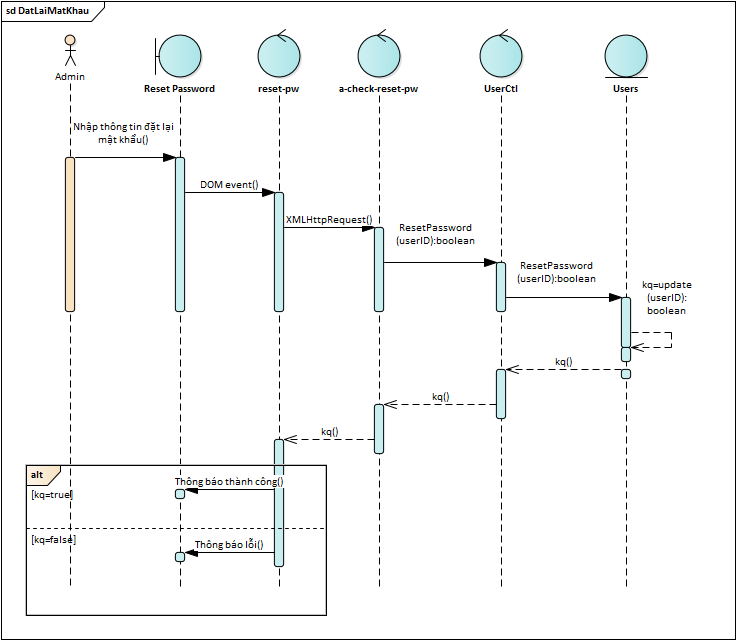 sd DatLaiMatKhau
Admin
Reset Password
reset-pw
a-check-reset-pw
UserCtl
Users
Nhập thông tin đặt lại
mật khẩu()
DOM event()
XMLHttpRequest()
ResetPassword
(userID):boolean
ResetPassword
(userID):boolean
kq=update
(userID):
boolean
kq()
kq()
kq()
alt
Thông báo thành công()
[kq=true]
[kq=false]
Thông báo lỗi()